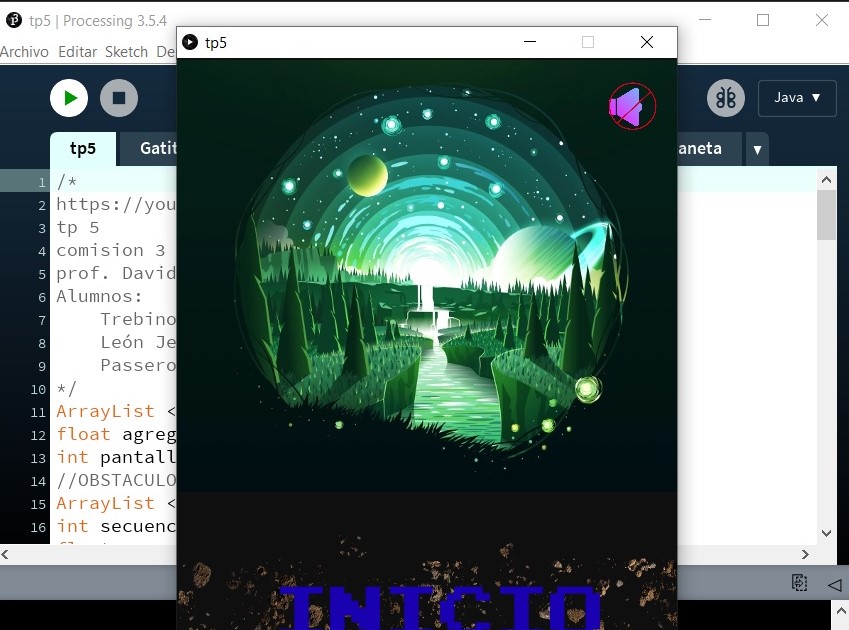 tp5 | Processing 3.5.4
Archivo Editar Sketch De
tp5
Java ▼
tp5
Gatit
aneta
▼
1 /*
2 https://you
3 tp 5
4 comision 3
5 prof. David
6 Alumnos:
7 Trebino
8 León Je
9 Passero
10 */
11 ArrayList <
12 float agreg
13 int pantall
14 //OBSTACULO
15 ArrayList <
16 int secuenc
INICIO